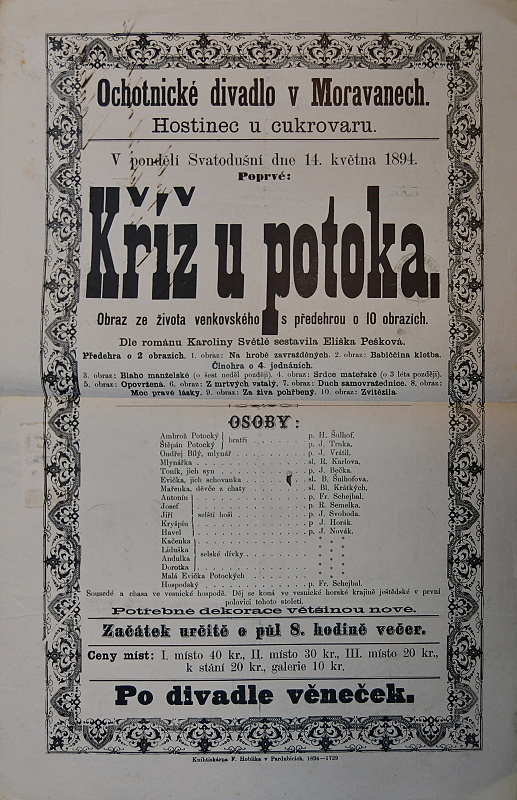 Ochotnické divadlo v Moravanech.
Hostinec u cukrovaru.
V pondělí Svatodušní dne 14. května 1894.
Poprvé:
Kříž u potoka.
Obraz ze života venkovského s předehrou o 10 obrazích.
Dle románu Karoliny Světlé sestavila Eliška Pešková.
Předehra o 2 obrazích. 1. obraz: Na hrobě zavražděných. 2. obraz: Babiččina kletba.
Činohra o 4. jednáních.
3. obraz: Blaho manželské (o šest neděl později). 4. obraz: Srdce mateřské (o 3 léta později).
5. obraz: Opovržená. 6. obraz: Z mrtvých vstalý. 7. obraz: Duch samovražednice. 8. obraz:
Moc pravé lásky. 9. obraz: Za živa pohřbený. 10. obraz: Zvítězila.
OSOBY:
Ambrož Potocký } bratři . . . . . . . p. H. Šulhof.
Štěpán Potocký . . . . . . . p. J. Truka.
Ondřej Bílý, mlynář . . . . . . . p. J. Vrátil.
Mlynářka . . . . . . . sl. R. Karlova.
Toník, jich syn . . . . . . . p. J. Bečka.
Evička, jich schovanka . . . . . . . sl. B. Šulhofova.
Mařenka, děvče z chaty . . . . . . . sl. Bl. Krátkých.
Antonín . . . . . . . p. Fr. Schejbal.
Josef . . . . . . . p. R. Semelka.
Jiří } selští hoši . . . . . . . p. J. Svoboda.
Kryšpín . . . . . . . p. J. Horák.
Havel . . . . . . . p. J. Novák.
Kačenka . . . . . . . * * *
Liduška } selské dívky . . . . . . . * * *
Andulka . . . . . . . * * *
Dorotka . . . . . . . * * *
Malá Evička Potockých . . . . . . . * * *
Hospodský . . . . . . . p. Fr. Schejbal.
Sousedé a chasa ve vesnické hospodě. Děj se koná ve vesnické horské krajině ještědské v první
polovici tohoto století.
Potřebné dekorace většinou nové.
Začátek určitě o půl 8. hodině večer.
Ceny míst: I. místo 40 kr., II. místo 30 kr., III. místo 20 kr.,
k stání 20 kr., galerie 10 kr.
Po divadle věneček.
Knihtiskárna F. Hoblíka v Pardubicích. 1894—1729